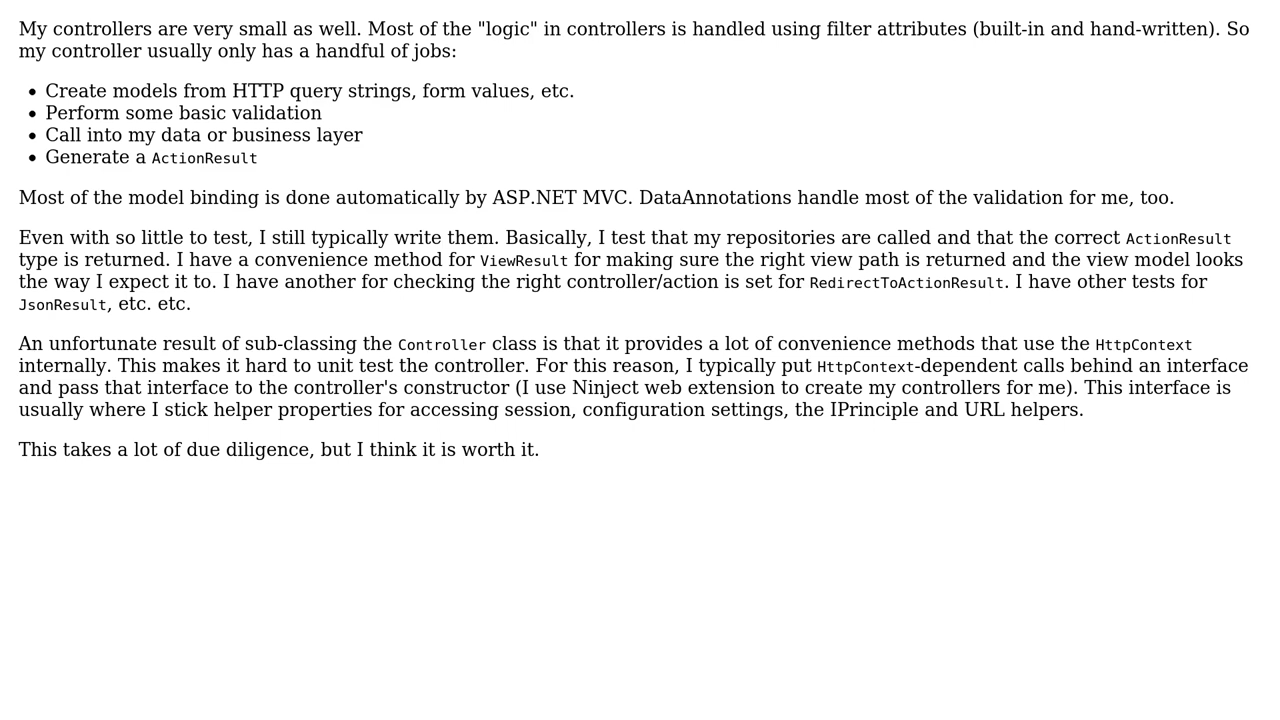 My controllers are very small as well. Most of the "logic" in controllers is handled using filter attributes (built-in and hand-written). So
my controller usually only has a handful of jobs:
• Create models from HTTP query strings, form values, etc.
• Perform some basic validation
• Call into my data or business layer
• Generate a ActionResult
Most of the model binding is done automatically by ASP.NET MVC. DataAnnotations handle most of the validation for me, too.
Even with so little to test, I still typically write them. Basically, I test that my repositories are called and that the correct ActionResult
type is returned. I have a convenience method for ViewResult for making sure the right view path is returned and the view model looks
the way I expect it to. I have another for checking the right controller/action is set for RedirectToActionResult. I have other tests for
JsonResult, etc. etc.
An unfortunate result of sub-classing the Controller class is that it provides a lot of convenience methods that use the HttpContext
internally. This makes it hard to unit test the controller. For this reason, I typically put HttpContext-dependent calls behind an interface
and pass that interface to the controller's constructor (I use Ninject web extension to create my controllers for me). This interface is
usually where I stick helper properties for accessing session, configuration settings, the IPrinciple and URL helpers.
This takes a lot of due diligence, but I think it is worth it.